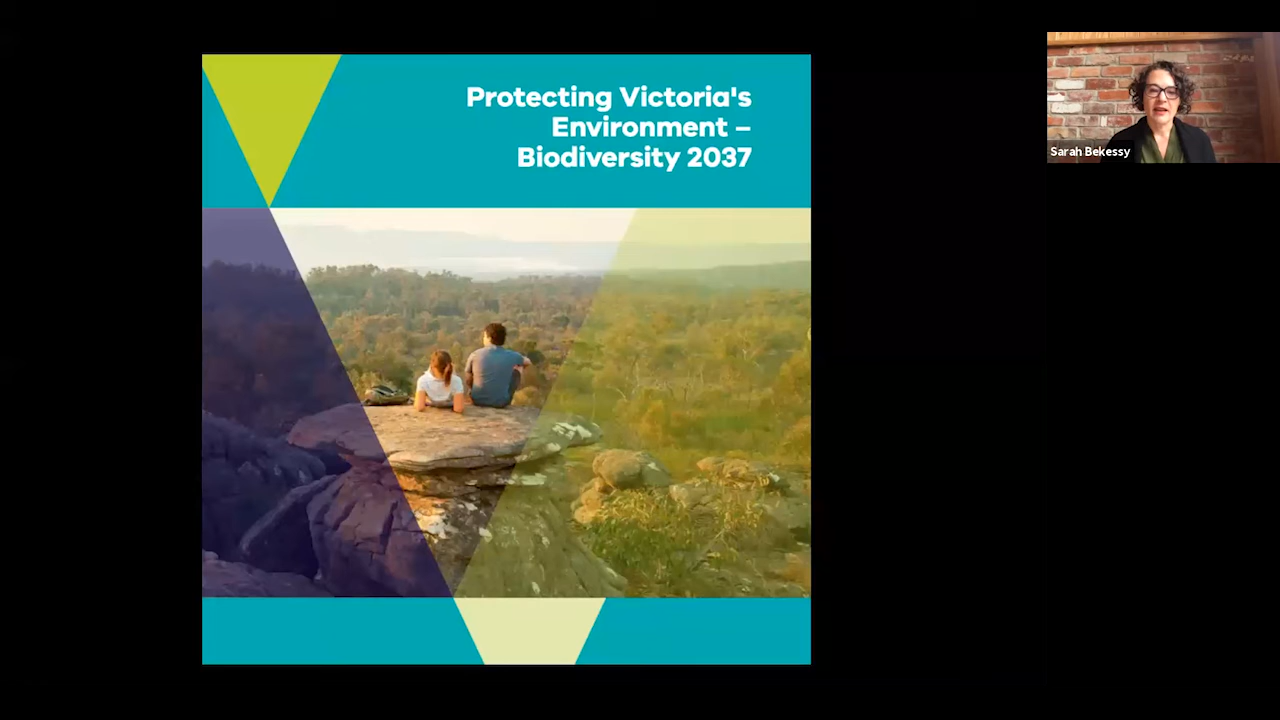 Protecting Victoria's
Environment –
Biodiversity 2037
Sarah Bekessy